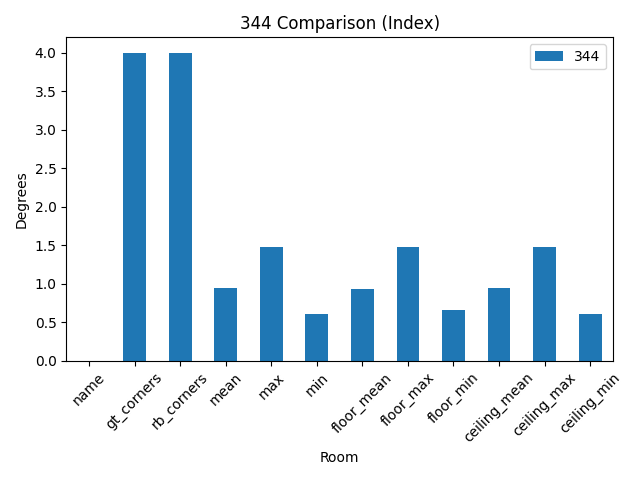 344 Comparison (Index)
344
Degrees
4.0
3.5
3.0
2.5
2.0
1.5
1.0
0.5
0.0
name
gt_corners
rb_corners
mean
max
min
floor_mean
floor_max
floor_min
ceiling_mean
ceiling_max
ceiling_min
Room